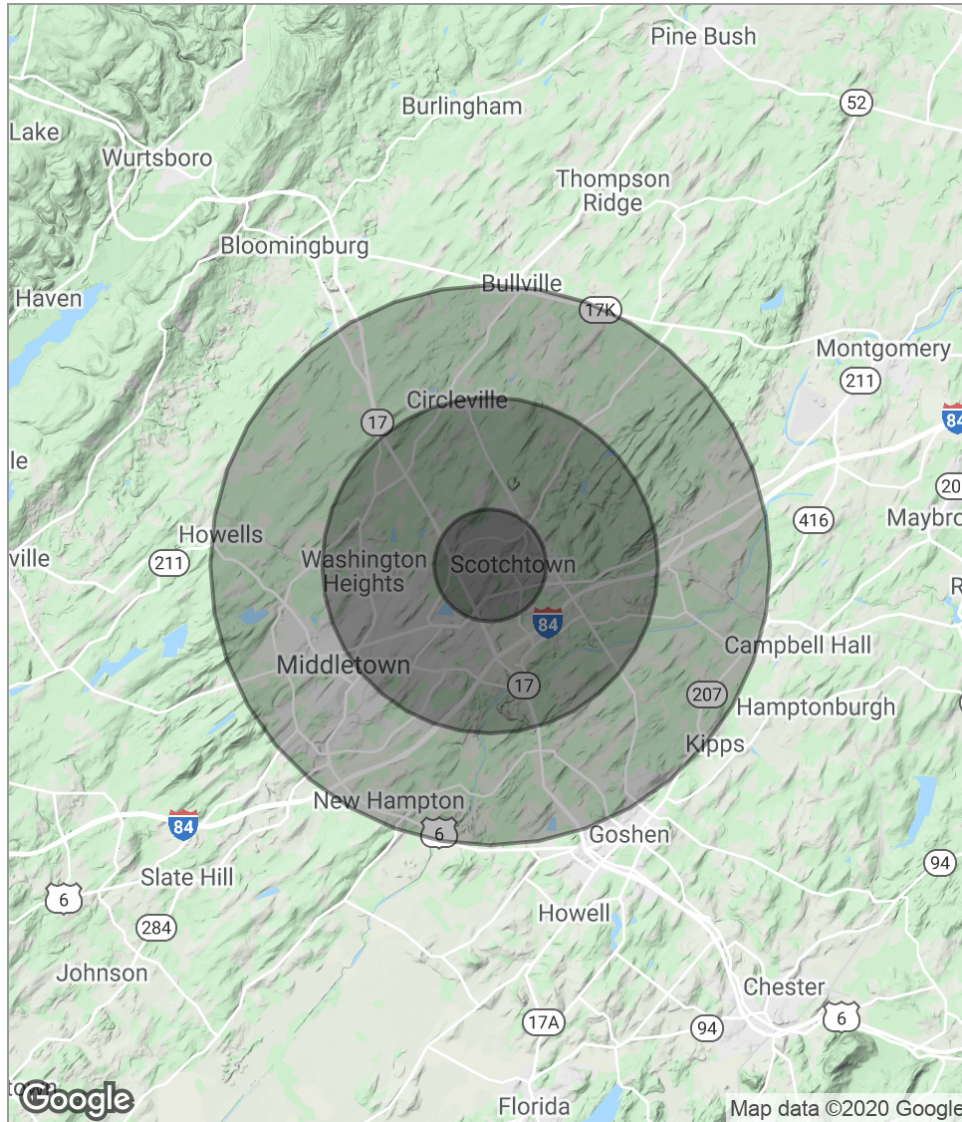 Pine Bush
52
Burlingham
Lake
Wurtsboro
Thompson
Ridge
Bloomingburg
Bullville
Haven
17K
Montgomery
211
Circleville
17
84
le
20
416
Maybro
Howells
ville
211
Washington
Heights
Scotchtown
R
84
Campbell Hall
Middletown
17
207
Hamptonburgh
Kipps
New Hampton
84
6
Goshen
94
Slate Hill
6
Howell
284
Johnson
Chester
17A
94
6
town
Google
Florida
Map data ©2020 Google